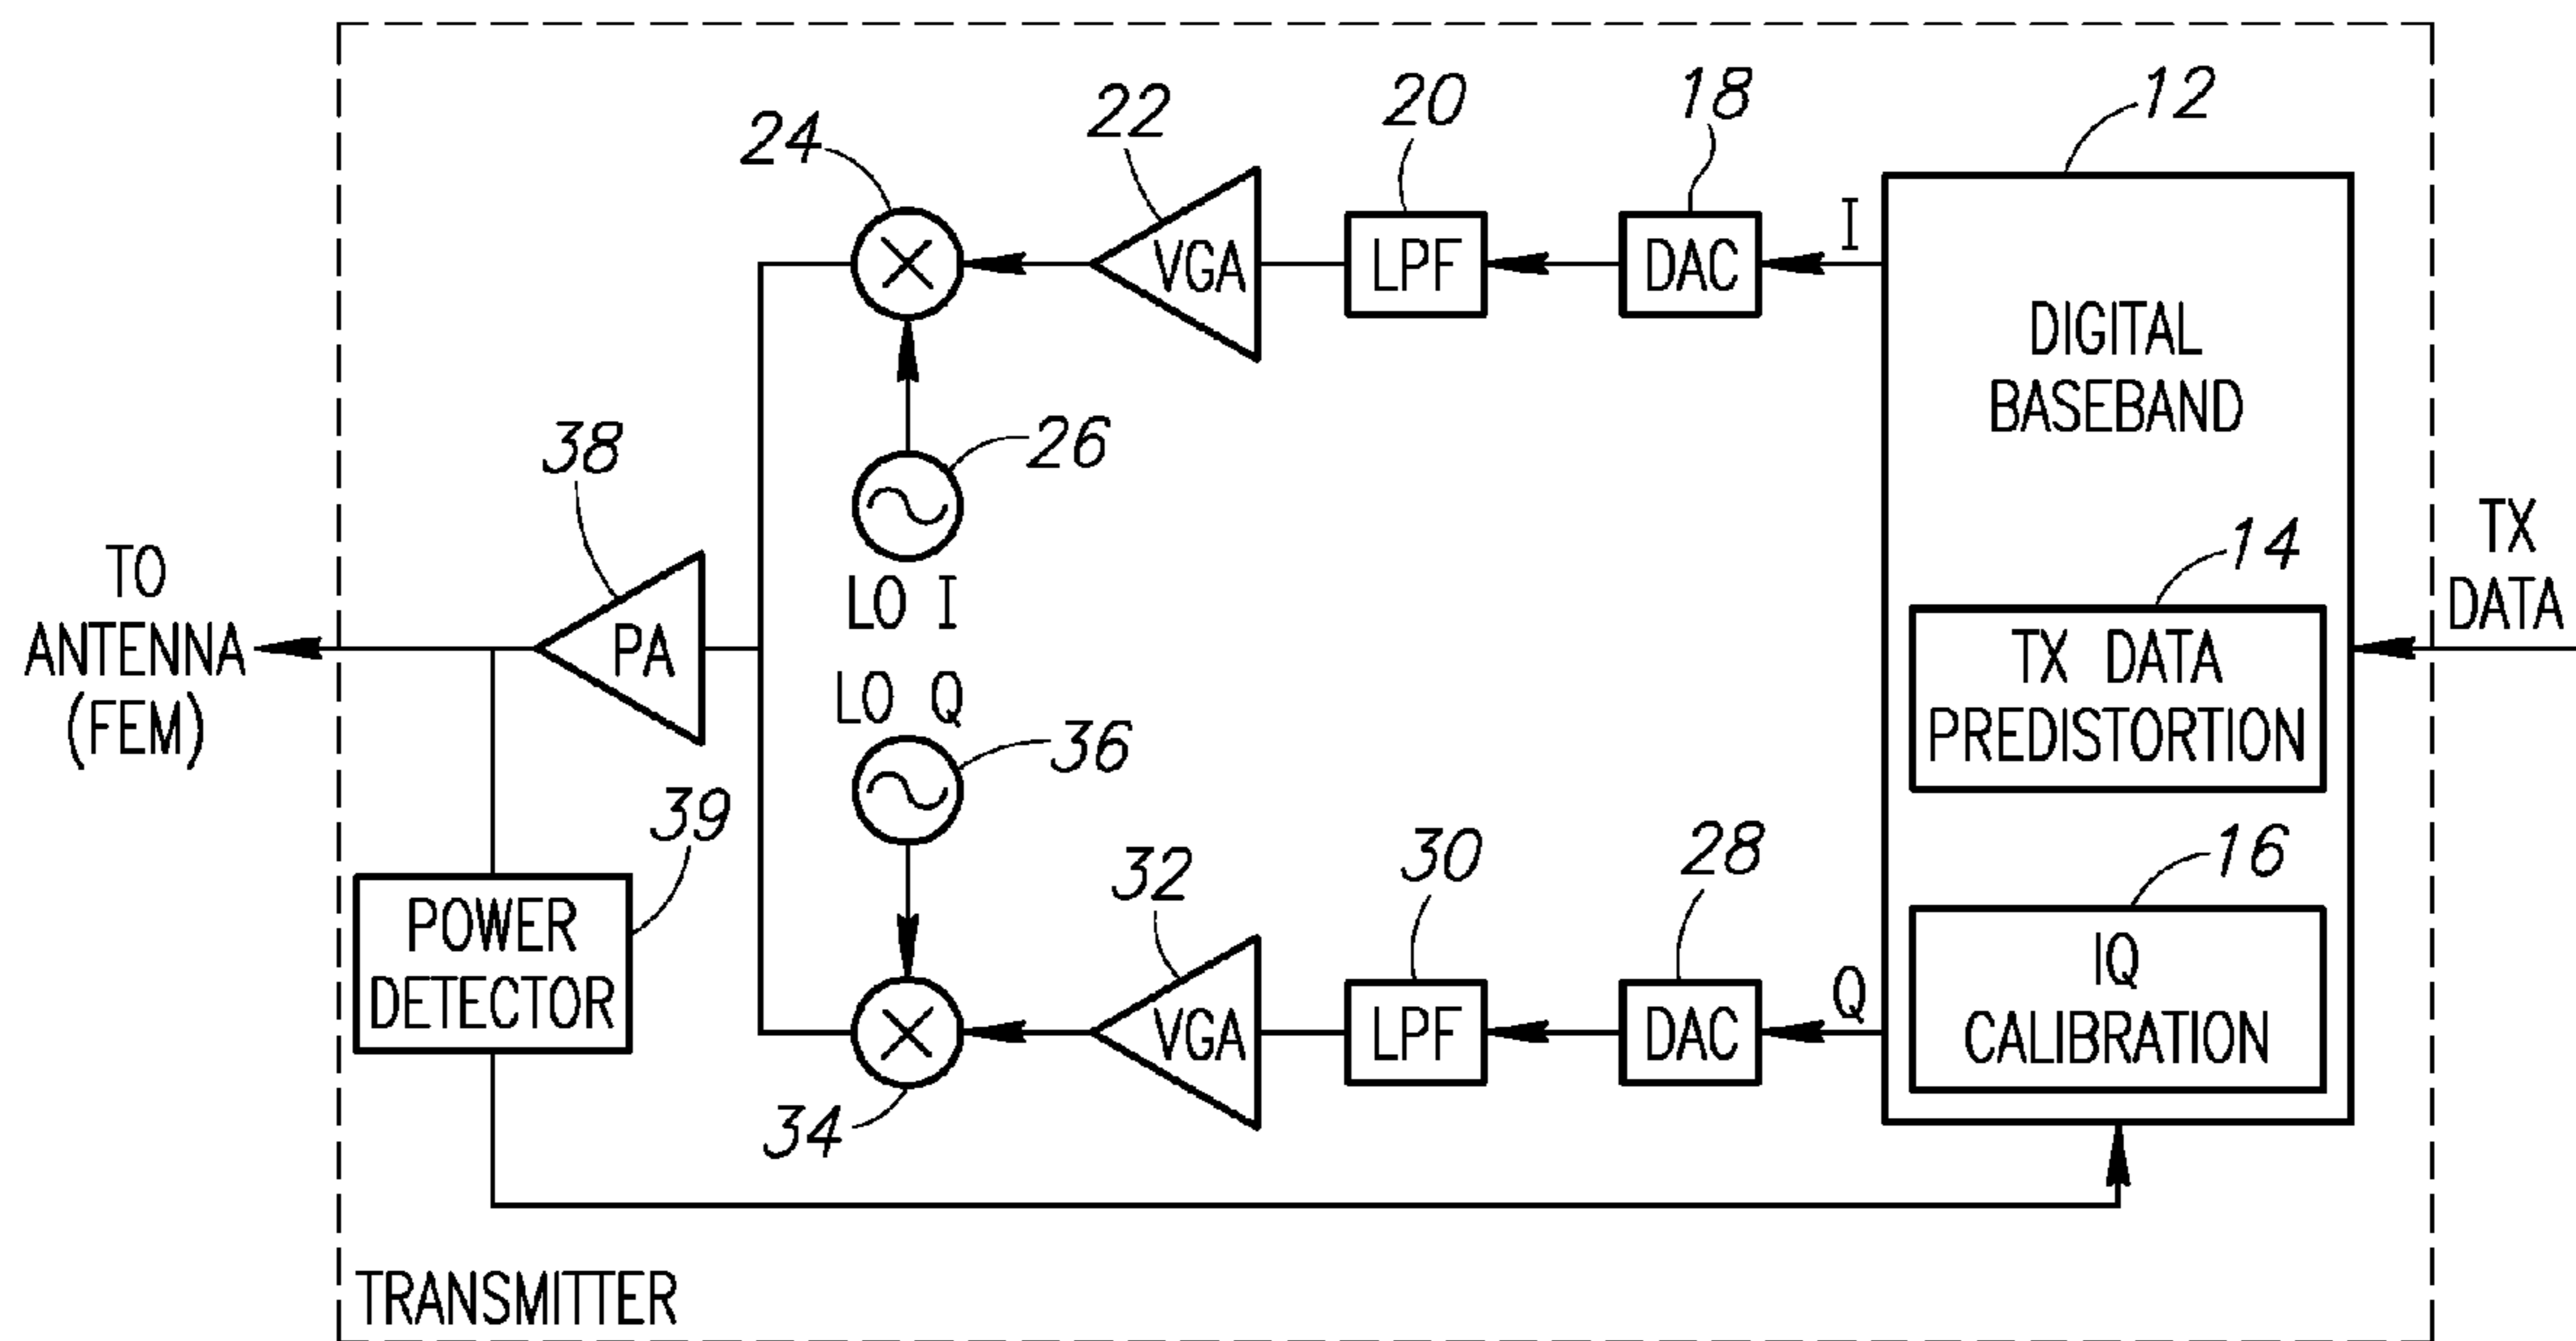 24
22
20
18
12
VGA
LPF
DAC
I
DIGITAL
BASEBAND
38
26
LO I
TO
ANTENNA
(FEM)
PA
LO Q
36
14
TX DATA
PREDISTORTION
TX
DATA
39
POWER
DETECTOR
32
30
28
16
VGA
LPF
DAC
Q
IQ
CALIBRATION
34
TRANSMITTER